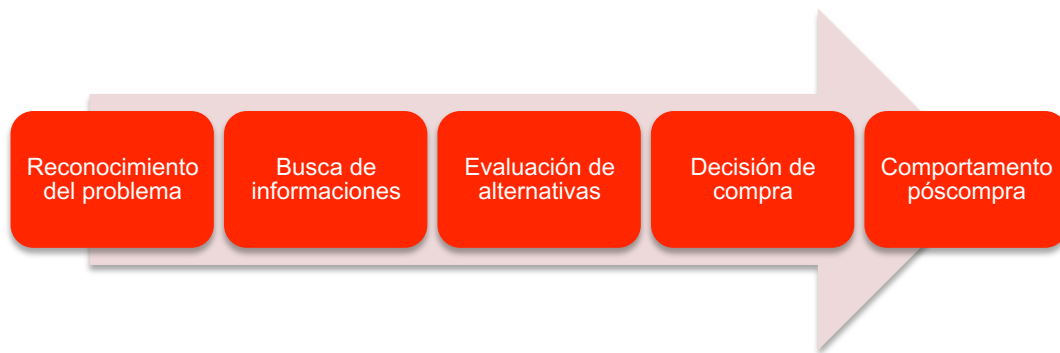 Reconocimiento
del problema
Busca de
informaciones
Evaluación de
alternativas
Decisión de
compra
Comportamento
póscompra